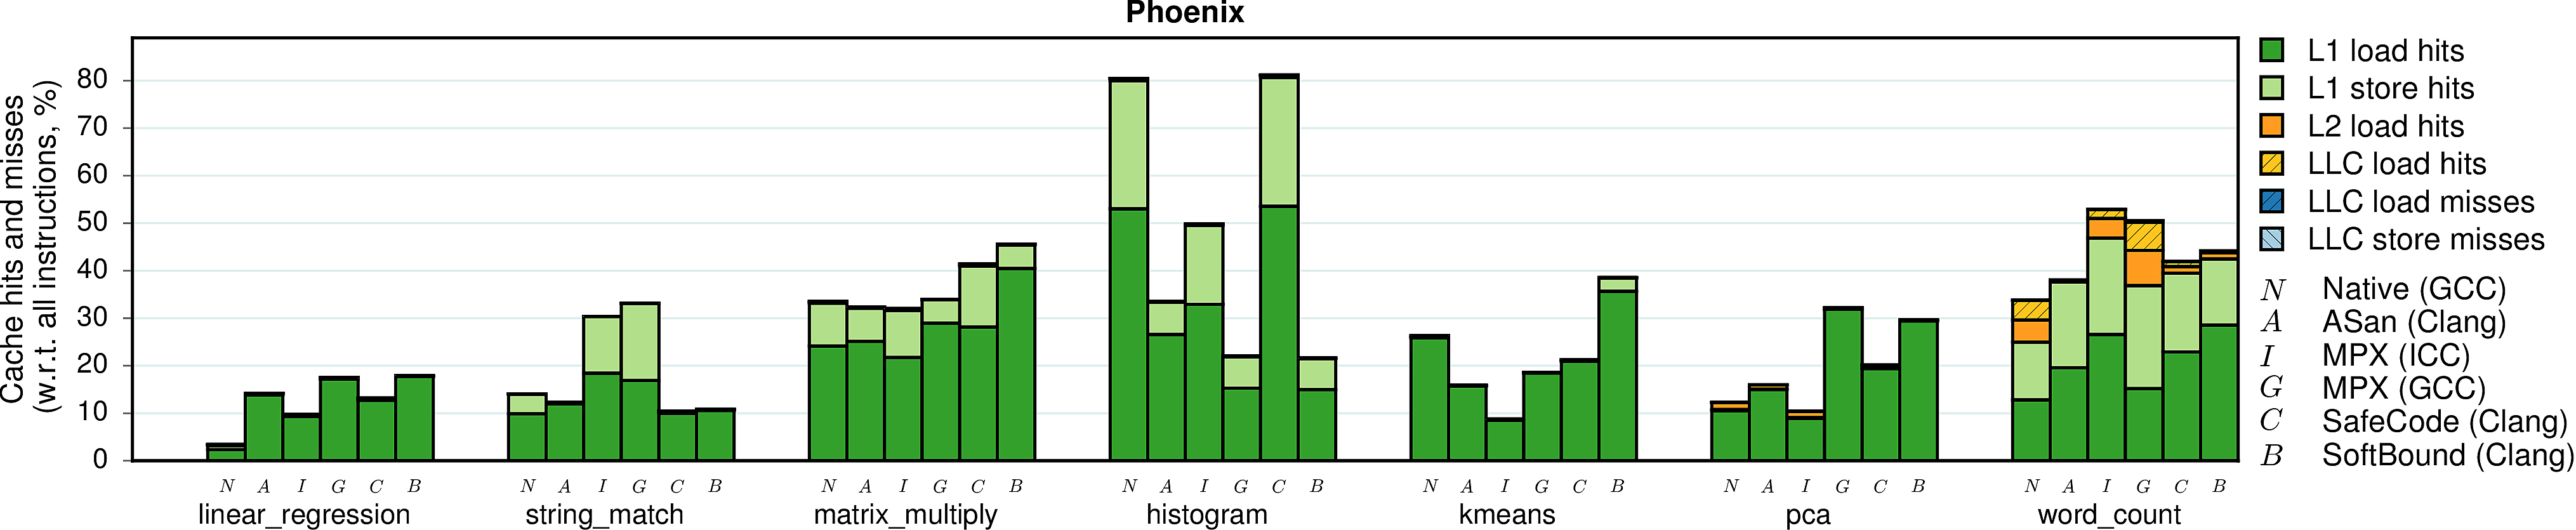 Phoenix
Cache hits and misses
(w.r.t. all instructions, %)
80
70
60
50
40
30
20
10
0
N A I G C B N A I G C B N A I G C B N A I G C B N A I G C B N A I G C B N A I G C B
linear_regression string_match matrix_multiply histogram kmeans pca word_count
L1 load hits
L1 store hits
L2 load hits
LLC load hits
LLC load misses
LLC store misses
N Native (GCC)
A ASan (Clang)
I MPX (ICC)
G MPX (GCC)
C SafeCode (Clang)
B SoftBound (Clang)